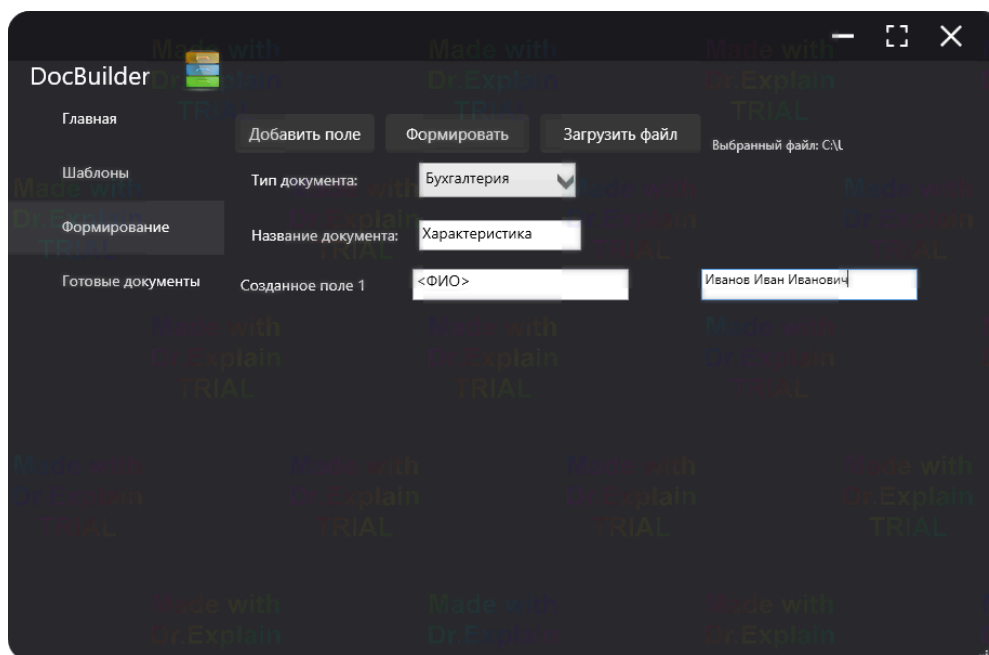 DocBuilder
Главная
Шаблоны
Формирование
Готовые документы
Добавить поле Формировать Загрузить файл Выбранный файл: C:\
Тип документа: Бухгалтерия
Название документа: Характеристика
Созданное поле 1 <ФИО> Иванов Иван Иванович
Made with
Dr.Explain
TRIAL